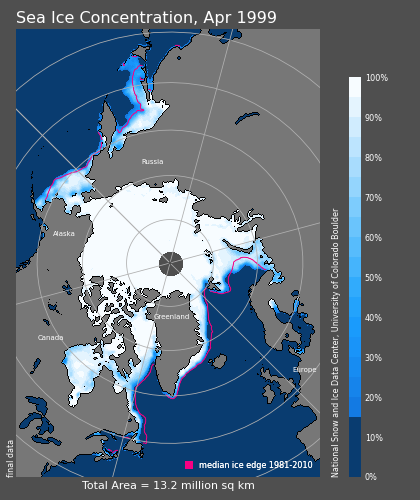 Sea Ice Concentration, Apr 1999
Russia
Alaska
Canada
Greenland
Europe
median ice edge 1981-2010
final data
Total Area = 13.2 million sq km
National Snow and Ice Data Center, University of Colorado Boulder
100%
90%
80%
70%
60%
50%
40%
30%
20%
10%
0%